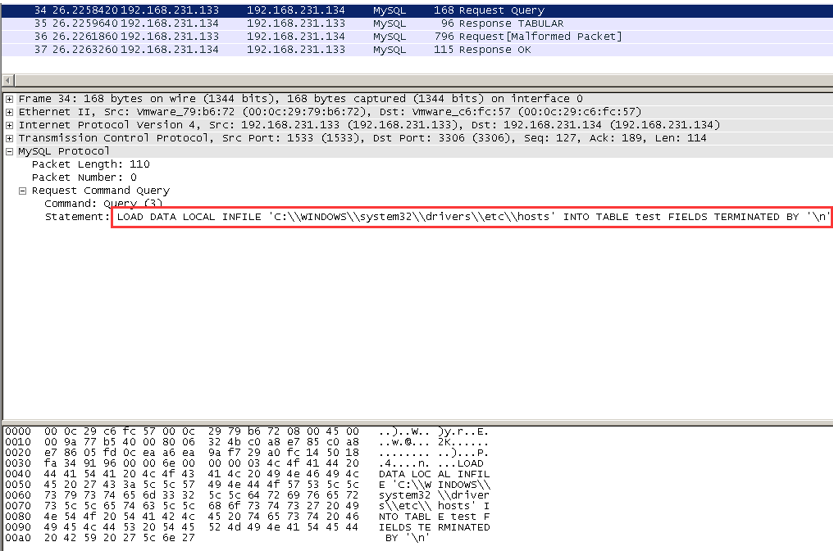 34 26.2258420 192.168.231.133 192.168.231.134 MySQL 168 Request Query
35 26.2259640 192.168.231.134 192.168.231.133 MySQL 96 Response TABULAR
36 26.2261860 192.168.231.133 192.168.231.134 MySQL 796 Request[Malformed Packet]
37 26.2263260 192.168.231.134 192.168.231.133 MySQL 115 Response OK
Frame 34: 168 bytes on wire (1344 bits), 168 bytes captured (1344 bits) on interface 0
Ethernet II, Src: Vmware_79:b6:72 (00:0c:29:79:b6:72), Dst: Vmware_c6:fc:57 (00:0c:29:c6:fc:57)
Internet Protocol Version 4, Src: 192.168.231.133 (192.168.231.133), Dst: 192.168.231.134 (192.168.231.134)
Transmission Control Protocol, Src Port: 1533 (1533), Dst Port: 3306 (3306), Seq: 127, Ack: 189, Len: 114
MySQL Protocol
Packet Length: 110
Packet Number: 0
Request Command Query
Command: Query (3)
Statement: LOAD DATA LOCAL INFILE 'C:\\WINDOWS\\system32\\drivers\\etc\\hosts' INTO TABLE test FIELDS TERMINATED BY '\n'
0000 00 0c 29 c6 fc 57 00 0c 29 79 b6 72 08 00 45 00 ..)..W.. )y.r..E.
0010 00 9a 77 b5 40 00 80 06 32 4b c0 a8 e7 85 c0 a8 ..w.@... 2K......
0020 e7 86 05 fd 0c ea a6 ea 9a f7 29 a0 fc 14 50 18 ........ ..)...P.
0030 fa 34 91 96 00 00 6e 00 00 00 03 4c 4f 41 44 20 .4....n. ...LOAD
0040 44 41 54 41 20 4c 4f 43 41 4c 20 49 4e 46 49 4c DATA LOC AL INFIL
0050 45 20 27 43 3a 5c 5c 57 49 4e 44 4f 57 53 5c 5c E 'C:\\W INDOWS\\
0060 73 79 73 74 65 6d 33 32 5c 5c 64 72 69 76 65 72 system32 \\driver
0070 73 5c 5c 65 74 63 5c 5c 68 6f 73 74 73 27 20 49 s\\etc\\ hosts' I
0080 4e 54 4f 20 54 41 42 4c 45 20 74 65 73 74 20 46 NTO TABL E test F
0090 49 45 4c 44 53 20 54 45 52 4d 49 4e 41 54 45 44 IELDS TE RMINATED
00a0 20 42 59 20 27 5c 6e 27 BY '\n'